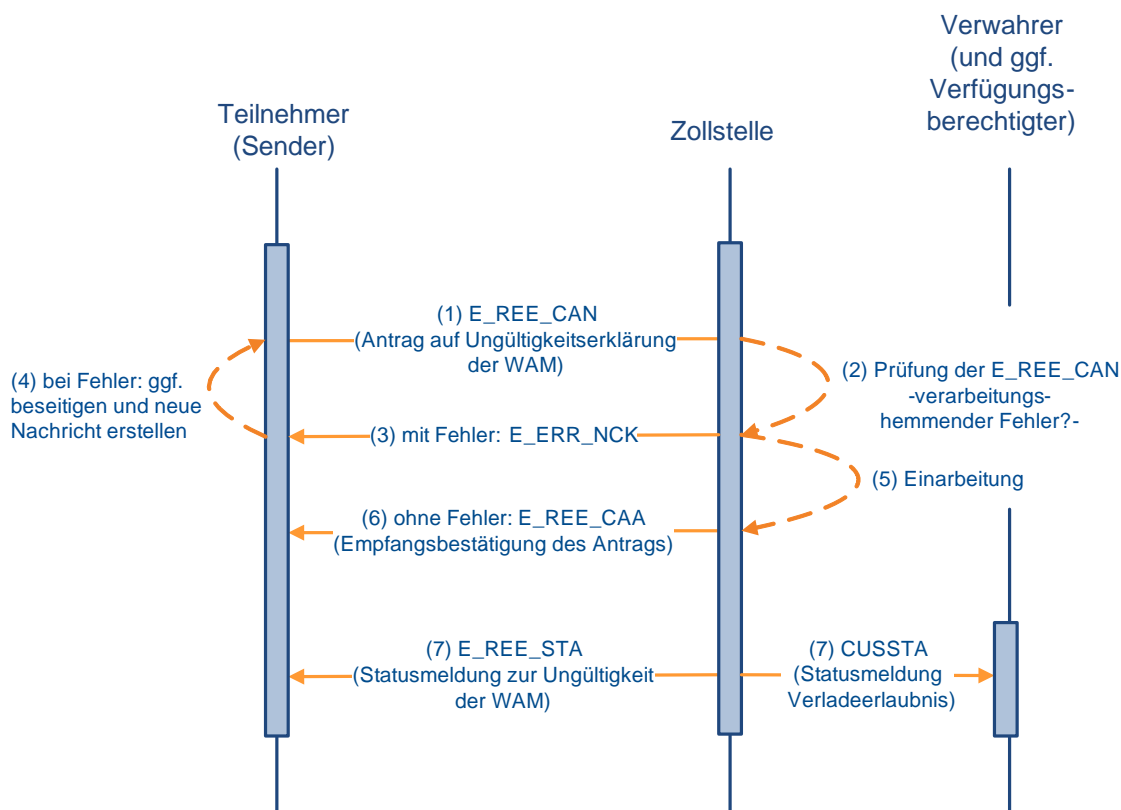 Verwahrer
(und ggf.
Verfügungs-
berechtigter)
Teilnehmer
(Sender)
Zollstelle
(1) E_REE_CAN
(Antrag auf Ungültigkeitserklärung
der WAM)
(2) Prüfung der E_REE_CAN
-verarbeitungs-
hemmender Fehler?-
(4) bei Fehler: ggf.
beseitigen und neue
Nachricht erstellen
(3) mit Fehler: E_ERR_NCK
(5) Einarbeitung
(6) ohne Fehler: E_REE_CAA
(Empfangsbestätigung des Antrags)
(7) E_REE_STA
(Statusmeldung zur Ungültigkeit
der WAM)
(7) CUSSTA
(Statusmeldung
Verladeerlaubnis)